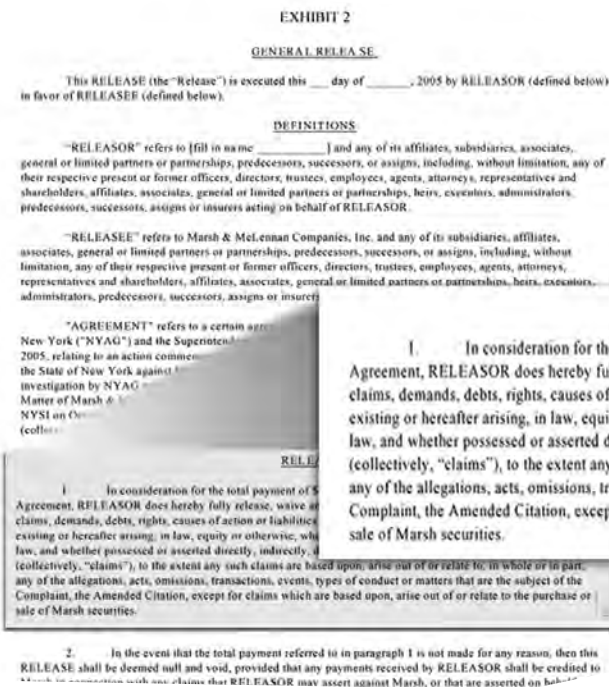 EXHIBIT 2
GENERAL RELEASE
This RELEASE (the "Release") is executed this ___ day of ______, 2005 by RELEASOR (defined below)
in favor of RELEASEE (defined below).
DEFINITIONS
"RELEASOR" refers to [fill in name __________] and any of its affiliates, subsidiaries, associates,
general or limited partners or partnerships, predecessors, successors, or assigns, including, without limitation, any of
their respective present or former officers, directors, trustees, employees, agents, attorneys, representatives and
shareholders, affiliates, associates, general or limited partners or partnerships, heirs, executors, administrators,
predecessors, successors, assigns or insurers acting on behalf of RELEASOR.
"RELEASEE" refers to Marsh & McLennan Companies, Inc. and any of its subsidiaries, affiliates,
associates, general or limited partners or partnerships, predecessors, successors, or assigns, including, without
limitation, any of their respective present or former officers, directors, trustees, employees, agents, attorneys,
representatives and shareholders, affiliates, associates, general or limited partners or partnerships, heirs, executors,
administrators, predecessors, successors, assigns or insurers
"AGREEMENT" refers to a certain
New York ("NYAG") and the
2005, relating to an action
the State of New York against
investigation by NYAG
Matter of Marsh &
NYSI on
1. In consideration for the total payment of
Agreement, RELEASOR does hereby fully release, waive
claims, demands, debts, rights, causes of action or liabilities
existing or hereafter arising, in law, equity or otherwise,
law, and whether possessed or asserted directly, indirectly,
(collectively, "claims"), to the extent any such claims are based upon, arise out of or relate to, in whole or in part,
any of the allegations, acts, omissions, transactions, events, types of conduct or matters that are the subject of the
Complaint, the Amended Citation, except for claims which are based upon, arise out of or relate to the purchase or
sale of Marsh securities.
1. In consideration for
Agreement, RELEASOR does hereby
claims, demands, debts, rights, causes of
existing or hereafter arising, in law,
law, and whether possessed or asserted
(collectively, "claims"), to the extent any
any of the allegations, acts, omissions,
Complaint, the Amended Citation,
sale of Marsh securities.
2. In the event that the total payment referred to in paragraph 1 is not made for any reason, then this
RELEASE shall be deemed null and void, provided that any payments received by RELEASOR shall be credited to
Marsh in connection with any claims that RELEASOR may assert against Marsh, or that are asserted on